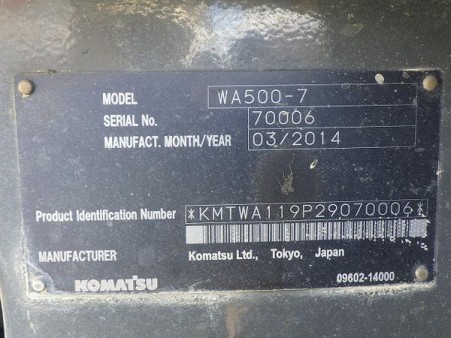 MODEL WA500-7
SERIAL No. 70006
MANUFACT. MONTH/YEAR 03/2014
Product Identification Number *KMTWA119P29070006*
MANUFACTURER Komatsu Ltd., Tokyo, Japan
KOMATSU 09602-14000